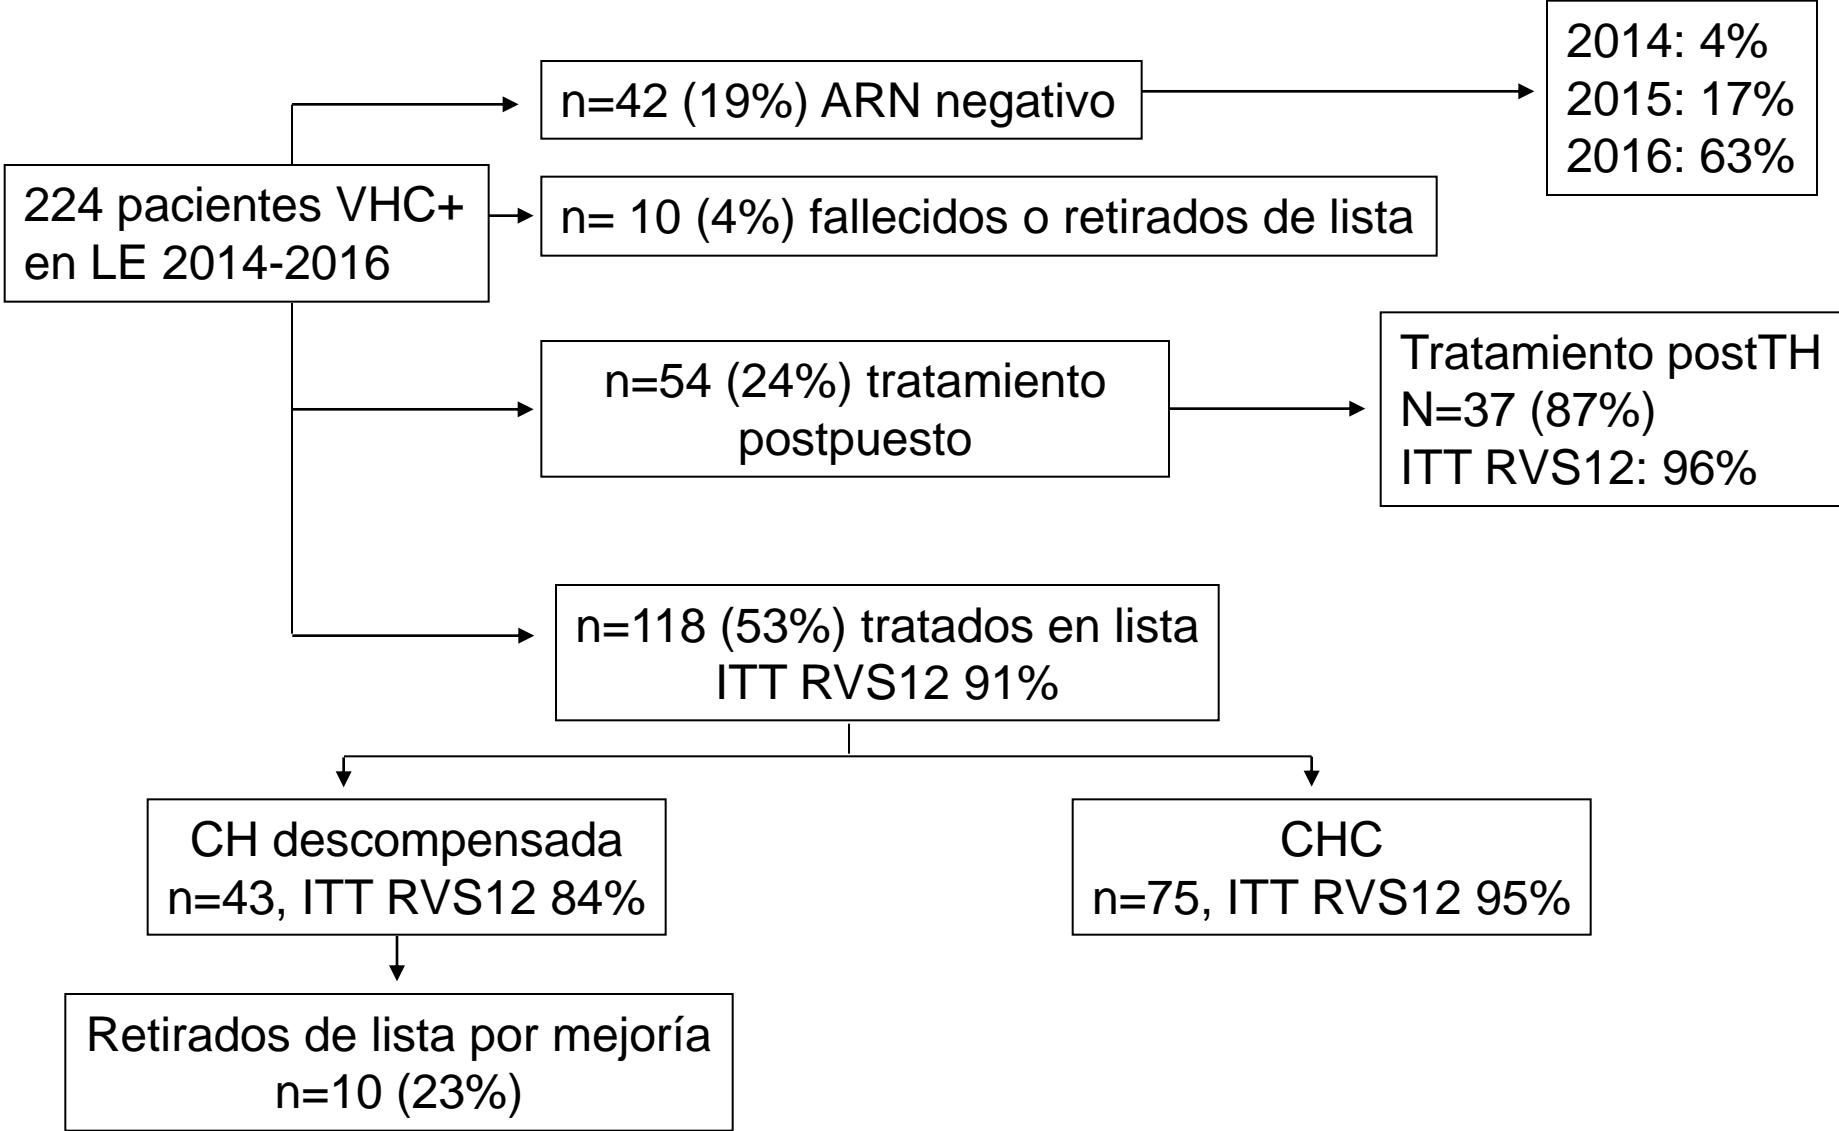 224 pacientes VHC+
en LE 2014-2016
n=42 (19%) ARN negativo
2014: 4%
2015: 17%
2016: 63%
n= 10 (4%) fallecidos o retirados de lista
n=54 (24%) tratamiento
postpuesto
Tratamiento postTH
N=37 (87%)
ITT RVS12: 96%
n=118 (53%) tratados en lista
ITT RVS12 91%
CH descompensada
n=43, ITT RVS12 84%
CHC
n=75, ITT RVS12 95%
Retirados de lista por mejoría
n=10 (23%)